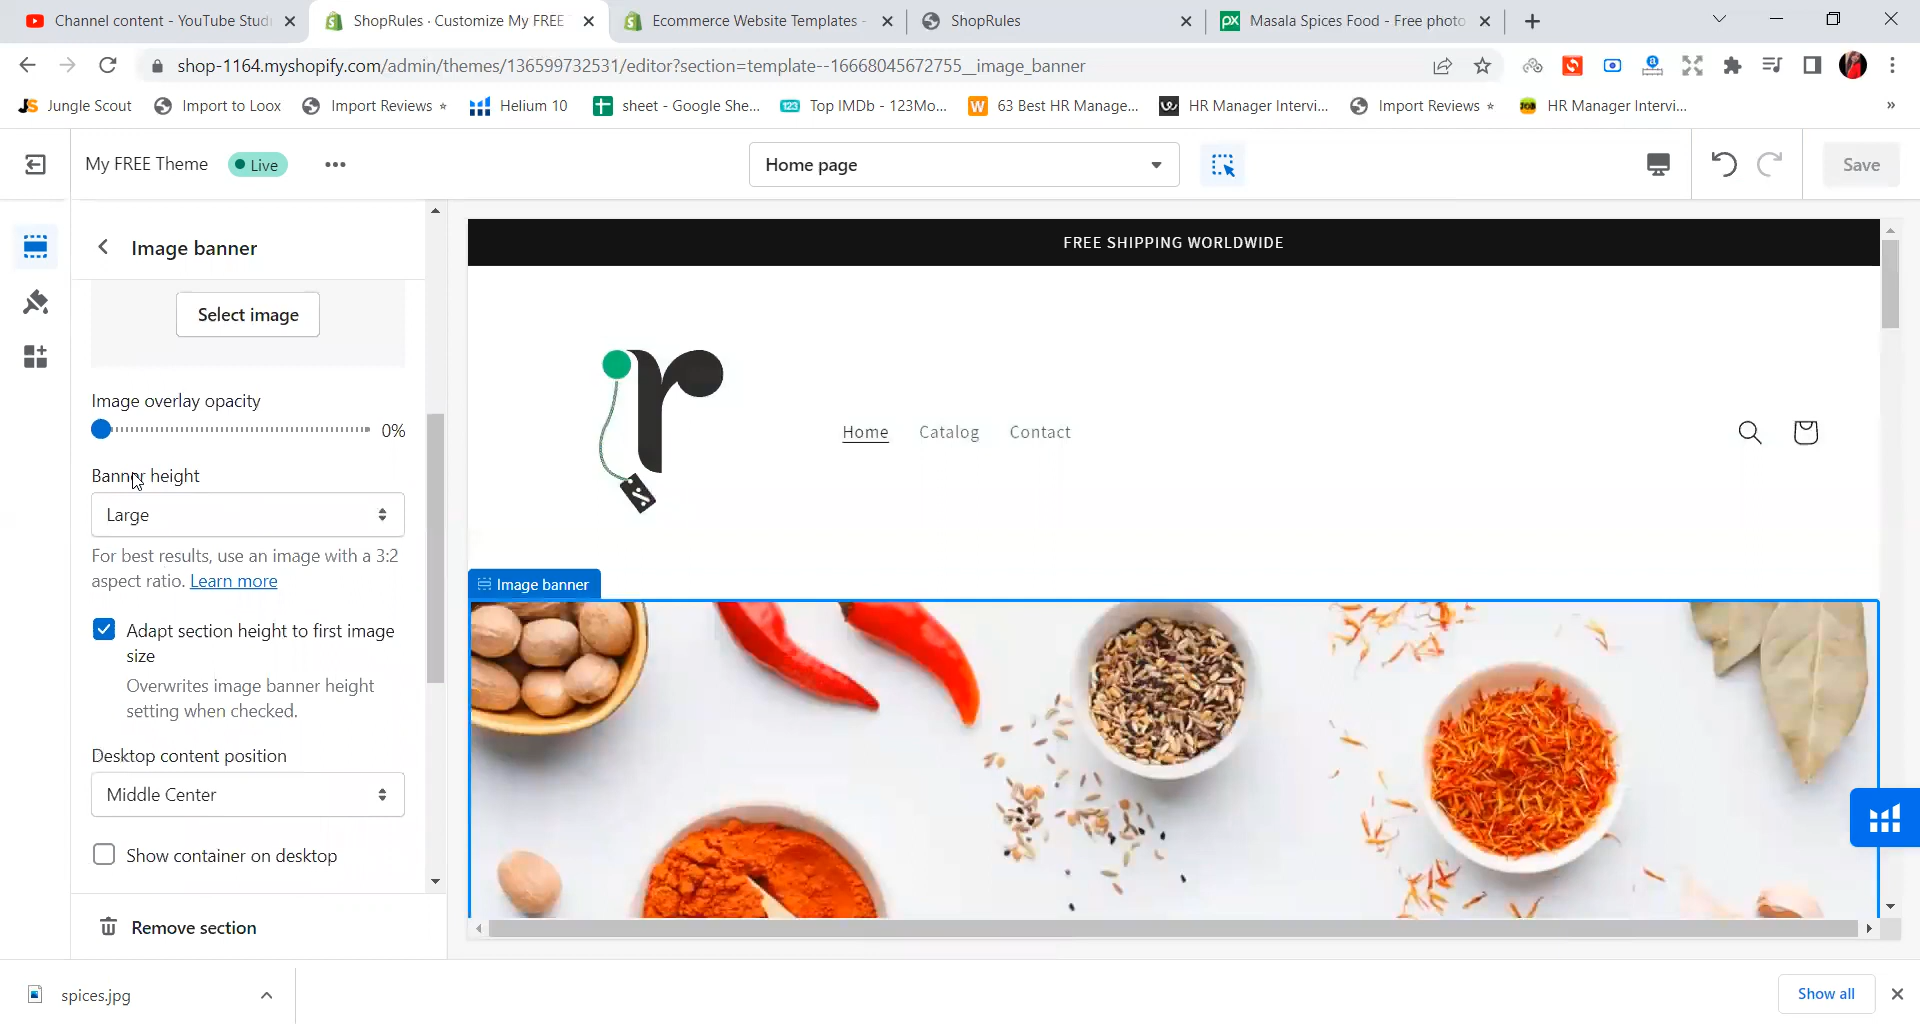 Channel content - YouTube Stud
ShopRules · Customize My FREE
Ecommerce Website Templates -
ShopRules
px Masala Spices Food - Free photo
shop-1164.myshopify.com/admin/themes/136599732531/editor?section=template--16668045672755__image_banner
JS Jungle Scout
Import to Loox
Import Reviews
Helium 10
sheet - Google She...
123 Top IMDb - 123Mo...
W 63 Best HR Manage...
HR Manager Intervi...
Import Reviews
JOB HR Manager Intervi...
»
My FREE Theme
Live
Home page
Save
Image banner
Select image
Image overlay opacity
0%
Banner height
Large
For best results, use an image with a 3:2
aspect ratio. Learn more
Adapt section height to first image
size
Overwrites image banner height
setting when checked.
Desktop content position
Middle Center
Show container on desktop
Remove section
FREE SHIPPING WORLDWIDE
r
%
Home
Catalog
Contact
Image banner
spices.jpg
Show all